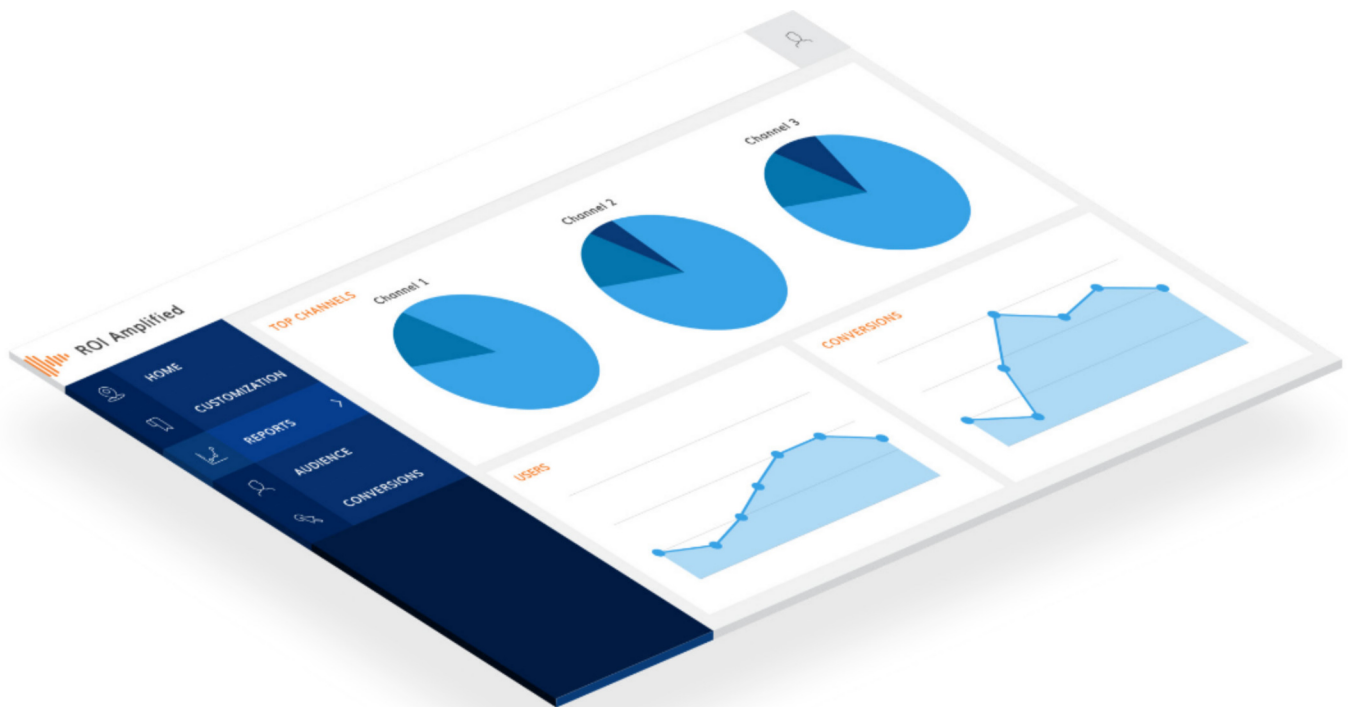 ROI Amplified
HOME
CUSTOMIZATION
REPORTS
AUDIENCE
CONVERSIONS
TOP CHANNELS
Channel 1
Channel 2
Channel 3
USERS
CONVERSIONS